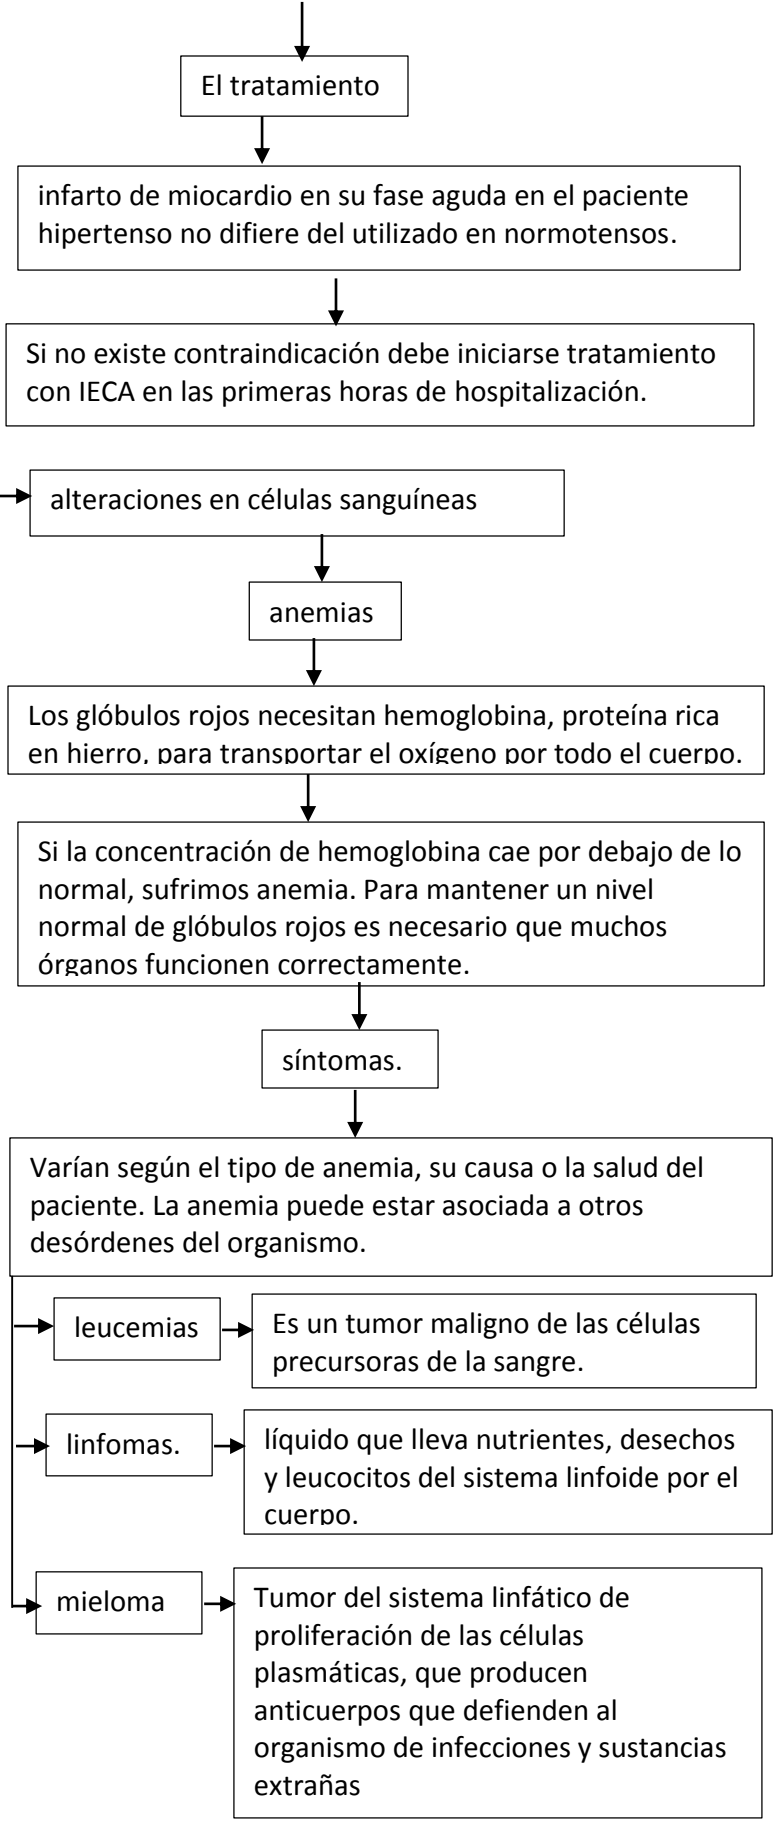 El tratamiento
infarto de miocardio en su fase aguda en el paciente
hipertenso no difiere del utilizado en normotensos.
Si no existe contraindicación debe iniciarse tratamiento
con IECA en las primeras horas de hospitalización.
alteraciones en células sanguíneas
anemias
Los glóbulos rojos necesitan hemoglobina, proteína rica
en hierro, para transportar el oxígeno por todo el cuerpo.
Si la concentración de hemoglobina cae por debajo de lo
normal, sufrimos anemia. Para mantener un nivel
normal de glóbulos rojos es necesario que muchos
órganos funcionen correctamente.
síntomas.
Varían según el tipo de anemia, su causa o la salud del
paciente. La anemia puede estar asociada a otros
desórdenes del organismo.
leucemias
Es un tumor maligno de las células
precursoras de la sangre.
linfomas.
líquido que lleva nutrientes, desechos
y leucocitos del sistema linfoide por el
cuerpo.
mieloma
Tumor del sistema linfático de
proliferación de las células
plasmáticas, que producen
anticuerpos que defienden al
organismo de infecciones y sustancias
extrañas